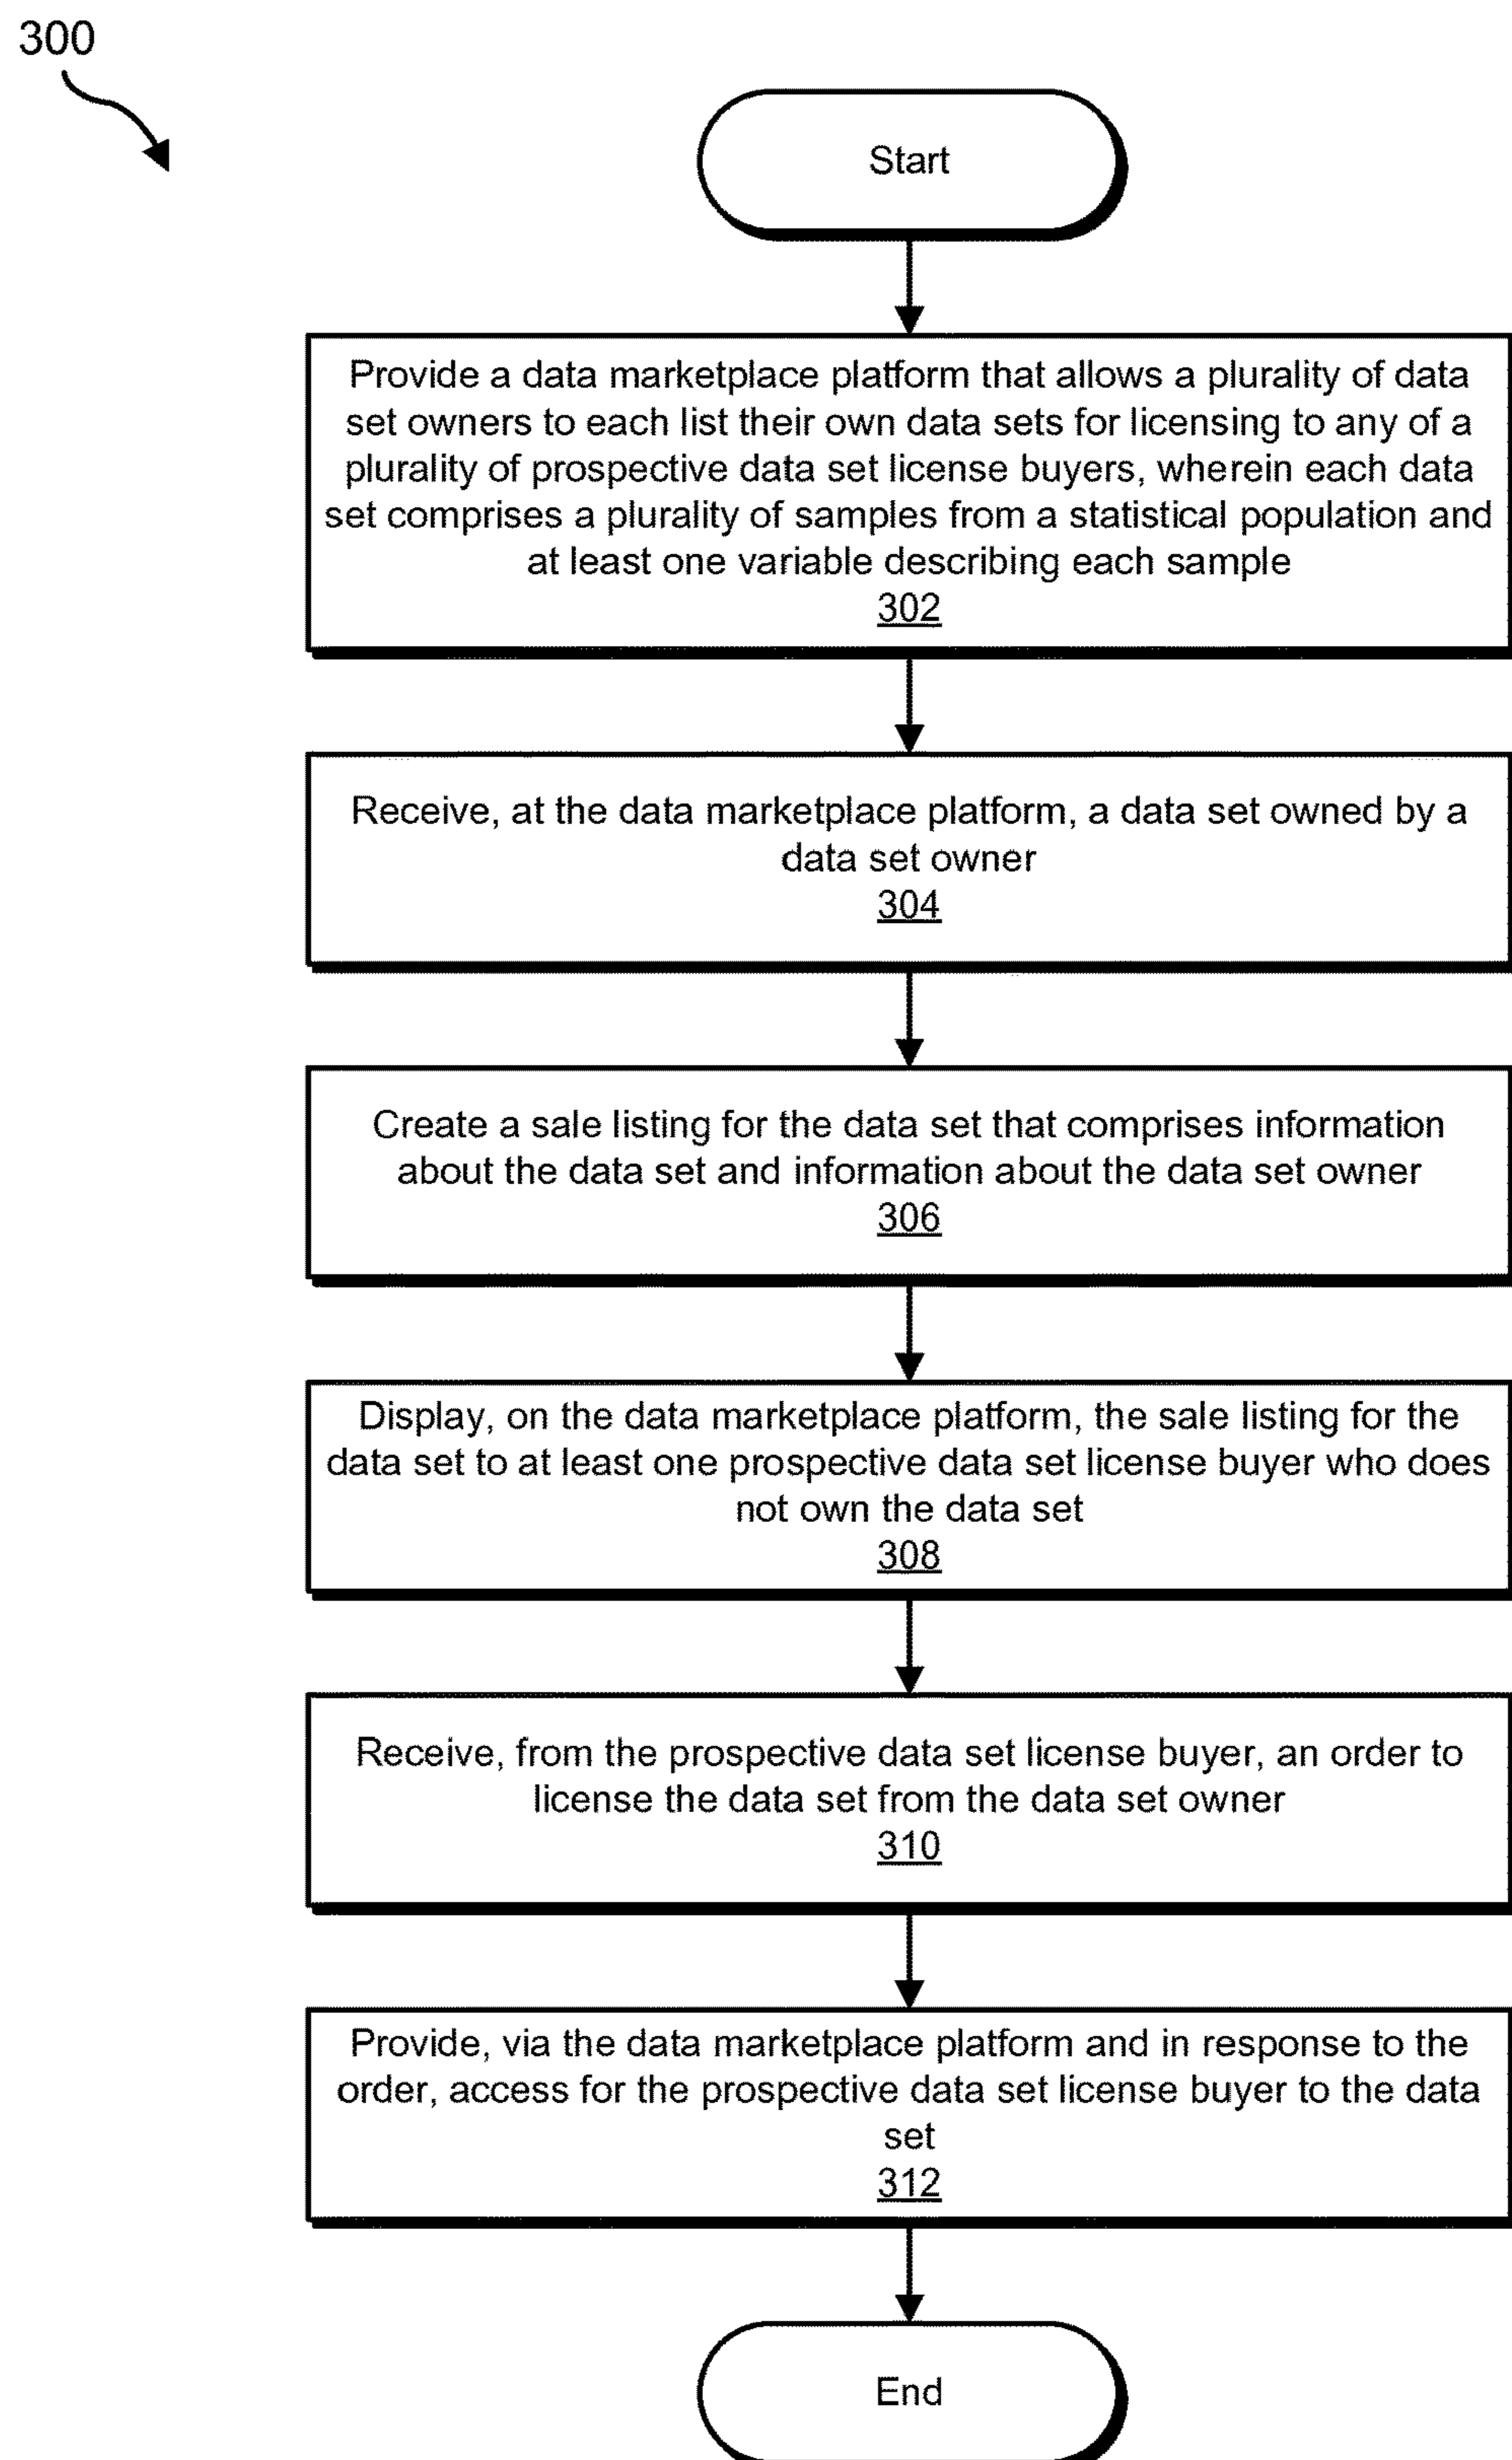 300
Start
Provide a data marketplace platform that allows a plurality of data
set owners to each list their own data sets for licensing to any of a
plurality of prospective data set license buyers, wherein each data
set comprises a plurality of samples from a statistical population and
at least one variable describing each sample
302
Receive, at the data marketplace platform, a data set owned by a
data set owner
304
Create a sale listing for the data set that comprises information
about the data set and information about the data set owner
306
Display, on the data marketplace platform, the sale listing for the
data set to at least one prospective data set license buyer who does
not own the data set
308
Receive, from the prospective data set license buyer, an order to
license the data set from the data set owner
310
Provide, via the data marketplace platform and in response to the
order, access for the prospective data set license buyer to the data
set
312
End